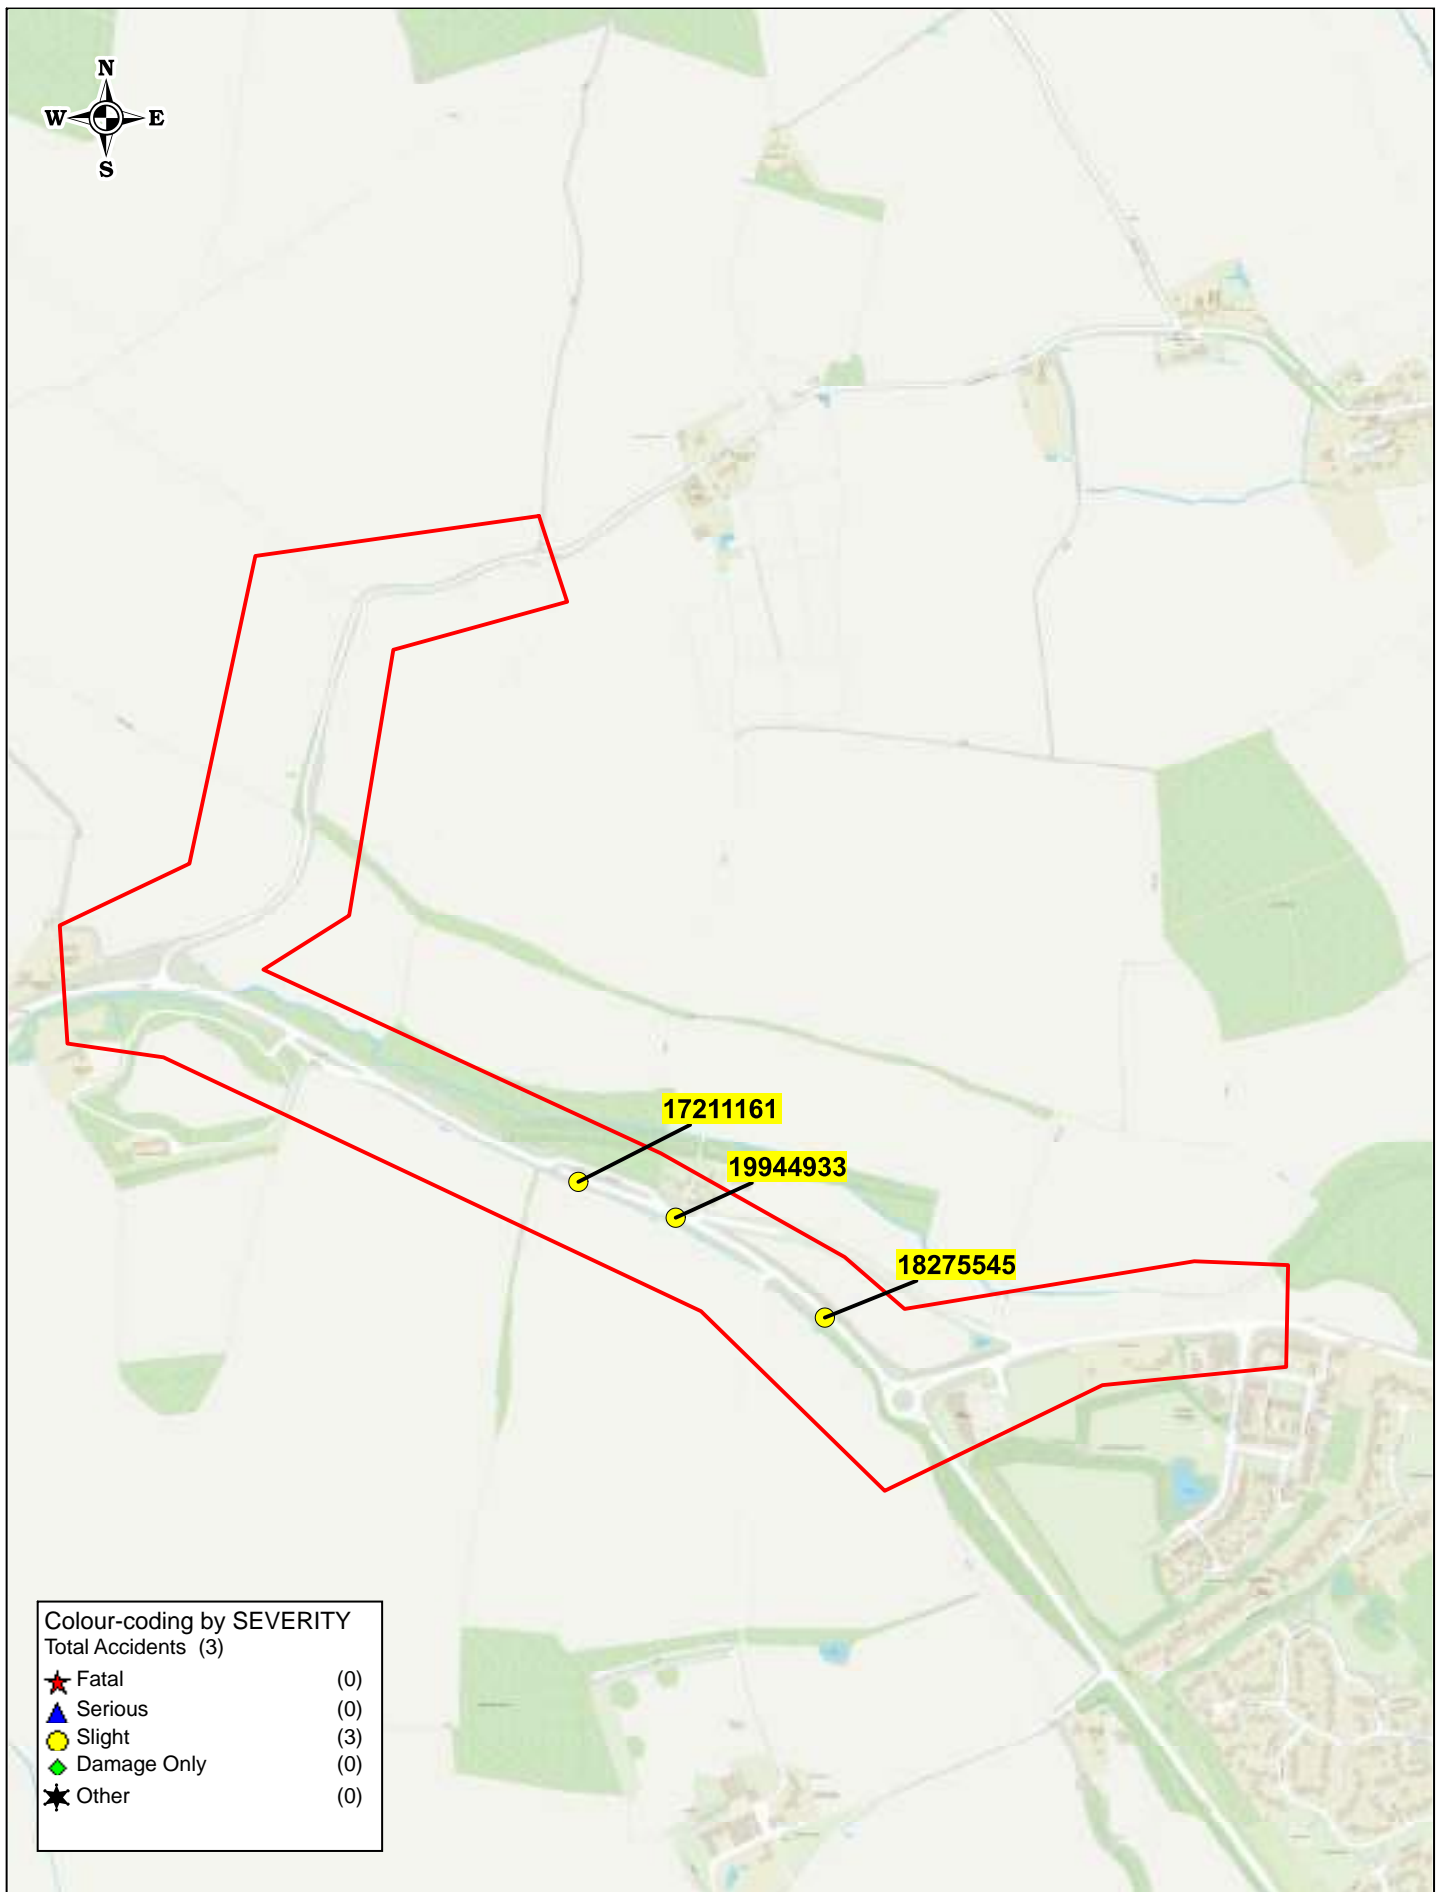 N
W E
S
17211161
19944933
18275545
Colour-coding by SEVERITY
Total Accidents (3)
Fatal (0)
Serious (0)
Slight (3)
Damage Only (0)
Other (0)